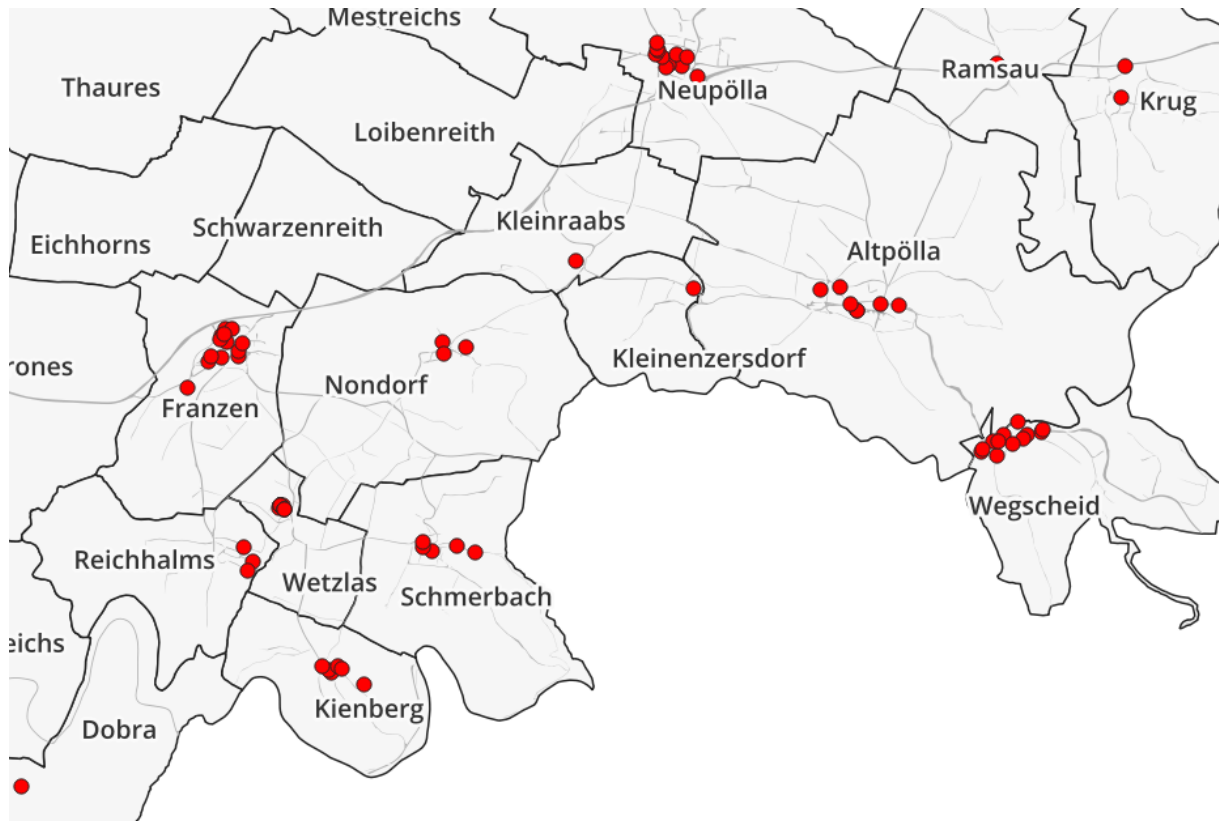 Mestreichs
Thaures
Ramsau
Neupölla
Krug
Loibenreith
Kleinraabs
Schwarzenreith
Eichhorns
Altpölla
rones
Kleinenzersdorf
Nondorf
Franzen
Wegscheid
Reichhalms
Wetzlas
Schmerbach
eichs
Kienberg
Dobra